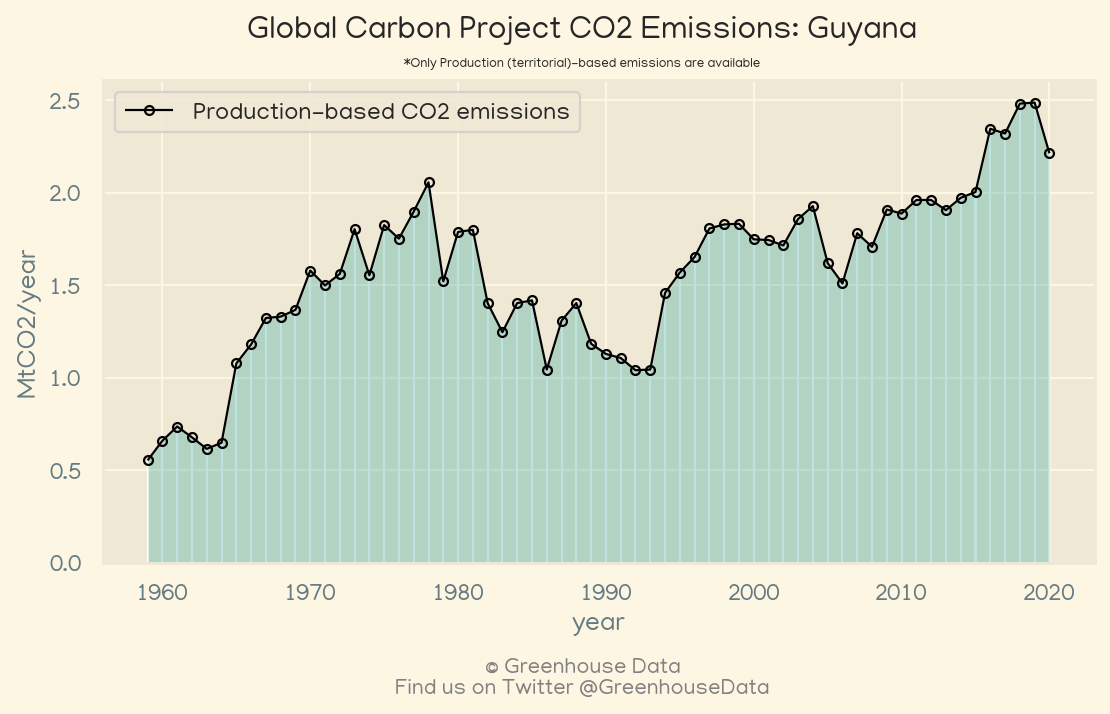 Global Carbon Project CO2 Emissions: Guyana
*Only Production (territorial)-based emissions are available
Production-based CO2 emissions
2.5
2.0
1.5
1.0
0.5
0.0
MtCO2/year
1960 1970 1980 1990 2000 2010 2020
year
© Greenhouse Data
Find us on Twitter @GreenhouseData